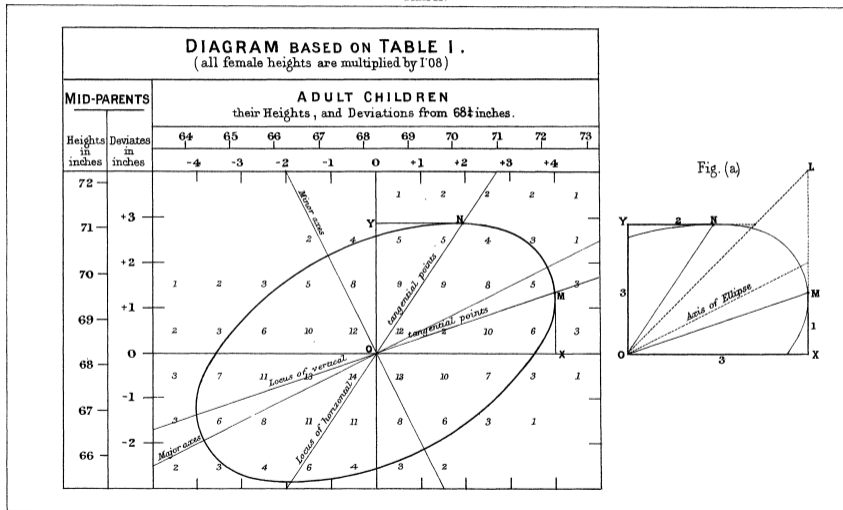 DIAGRAM BASED ON TABLE I.
(all female heights are multiplied by 1'08)
MID-PARENTS
ADULT CHILDREN
their Heights, and Deviations from 68¼ inches.
Heights in inches
Deviates in inches
64 65 66 67 68 69 70 71 72 73
-4 -3 -2 -1 0 +1 +2 +3 +4
72
1 2 2 2 1
71 +3
Y N
2 4 5 5 4 3 1
+2
70
1 2 3 5 8 9 9 8 5 3
M
+1
69
2 3 6 10 12 12 2 10 6 3
0 O X
68
3 7 11 13 14 13 10 7 3 1
-1
67
3 6 8 11 11 8 6 3 1
-2
66
2 3 4 6 4 3 2
Minor axes
tangential points
tangential points
Locus of vertical
Major axes
Locus of horizontal
Fig. (a)
L
Y 2 N
Axis of Ellipse
3
M
1
O 3 X